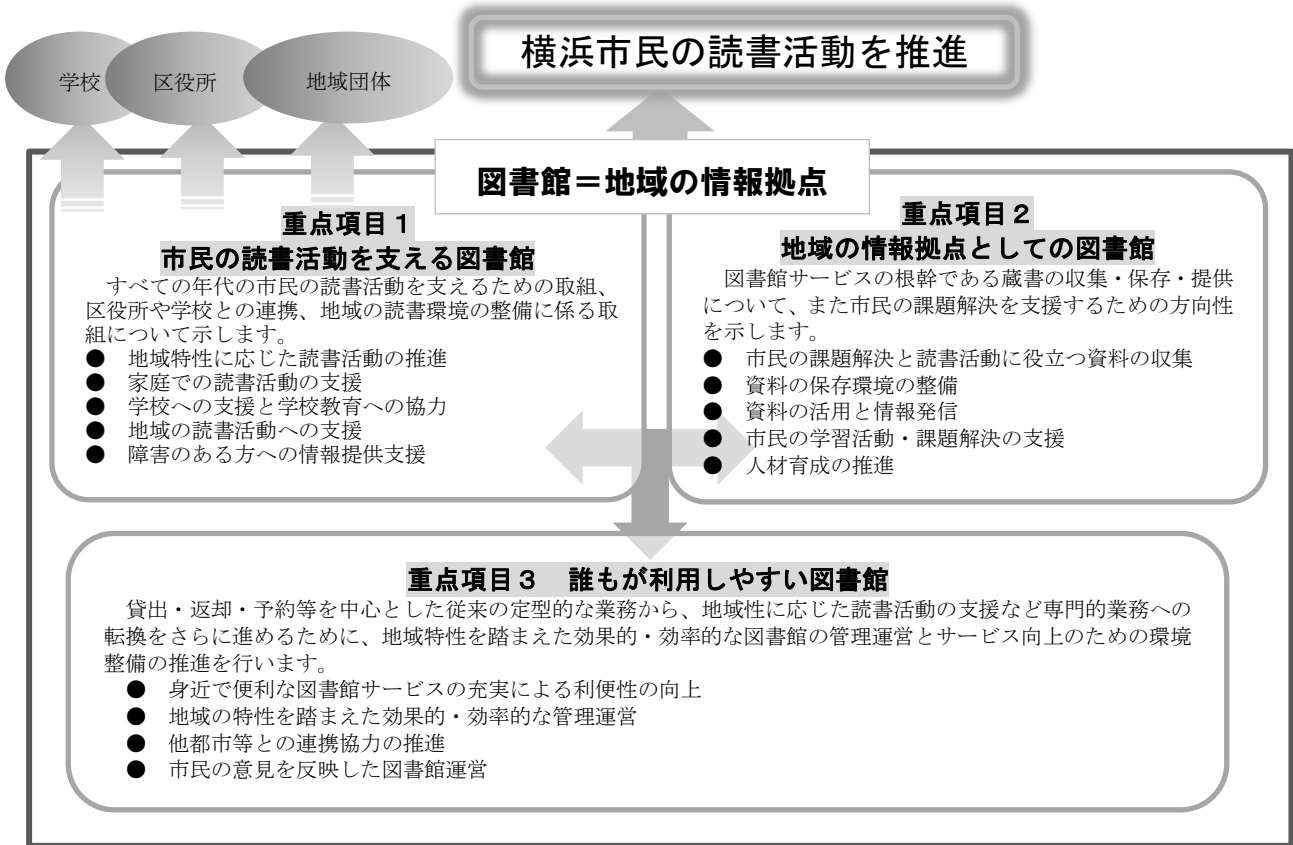 横浜市民の読書活動を推進
学校
区役所
地域団体
図書館＝地域の情報拠点
重点項目１
市民の読書活動を支える図書館
すべての年代の市民の読書活動を支えるための取組、
区役所や学校との連携、地域の読書環境の整備に係る取
組について示します。
● 地域特性に応じた読書活動の推進
● 家庭での読書活動の支援
● 学校への支援と学校教育への協力
● 地域の読書活動への支援
● 障害のある方への情報提供支援
重点項目２
地域の情報拠点としての図書館
図書館サービスの根幹である蔵書の収集・保存・提供
について、また市民の課題解決を支援するための方向性
を示します。
● 市民の課題解決と読書活動に役立つ資料の収集
● 資料の保存環境の整備
● 資料の活用と情報発信
● 市民の学習活動・課題解決の支援
● 人材育成の推進
重点項目３　誰もが利用しやすい図書館
貸出・返却・予約等を中心とした従来の定型的な業務から、地域性に応じた読書活動の支援など専門的業務への
転換をさらに進めるために、地域特性を踏まえた効果的・効率的な図書館の管理運営とサービス向上のための環境
整備の推進を行います。
● 身近で便利な図書館サービスの充実による利便性の向上
● 地域の特性を踏まえた効果的・効率的な管理運営
● 他都市等との連携協力の推進
● 市民の意見を反映した図書館運営